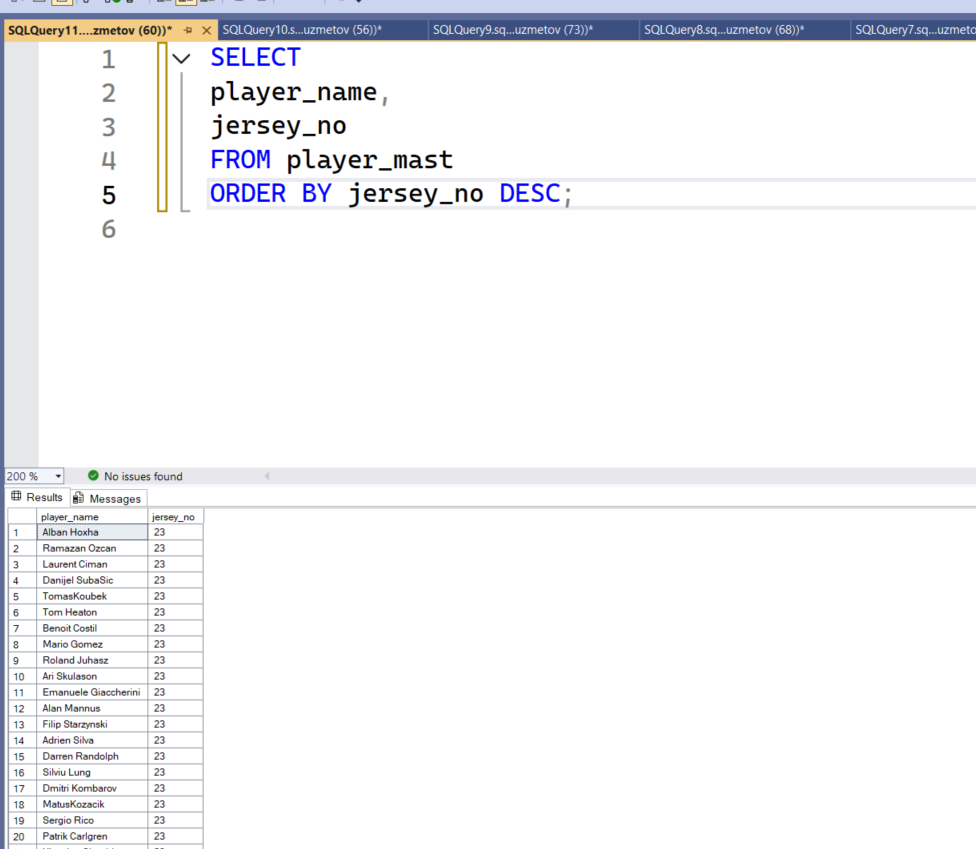 SQLQuery11....zmetov (60))* SQLQuery10.s...uzmetov (56))* SQLQuery9.sq...uzmetov (73))* SQLQuery8.sq...uzmetov (68))* SQLQuery7.sq...uzmeto
1 SELECT
2 player_name,
3 jersey_no
4 FROM player_mast
5 ORDER BY jersey_no DESC;
6
200 % No issues found
Results Messages
player_name jersey_no
1 Alban Hoxha 23
2 Ramazan Ozcan 23
3 Laurent Ciman 23
4 Danijel SubaSic 23
5 TomasKoubek 23
6 Tom Heaton 23
7 Benoit Costil 23
8 Mario Gomez 23
9 Roland Juhasz 23
10 Ari Skulason 23
11 Emanuele Giaccherini 23
12 Alan Mannus 23
13 Filip Starzynski 23
14 Adrien Silva 23
15 Darren Randolph 23
16 Silviu Lung 23
17 Dmitri Kombarov 23
18 MatusKozacik 23
19 Sergio Rico 23
20 Patrik Carlgren 23